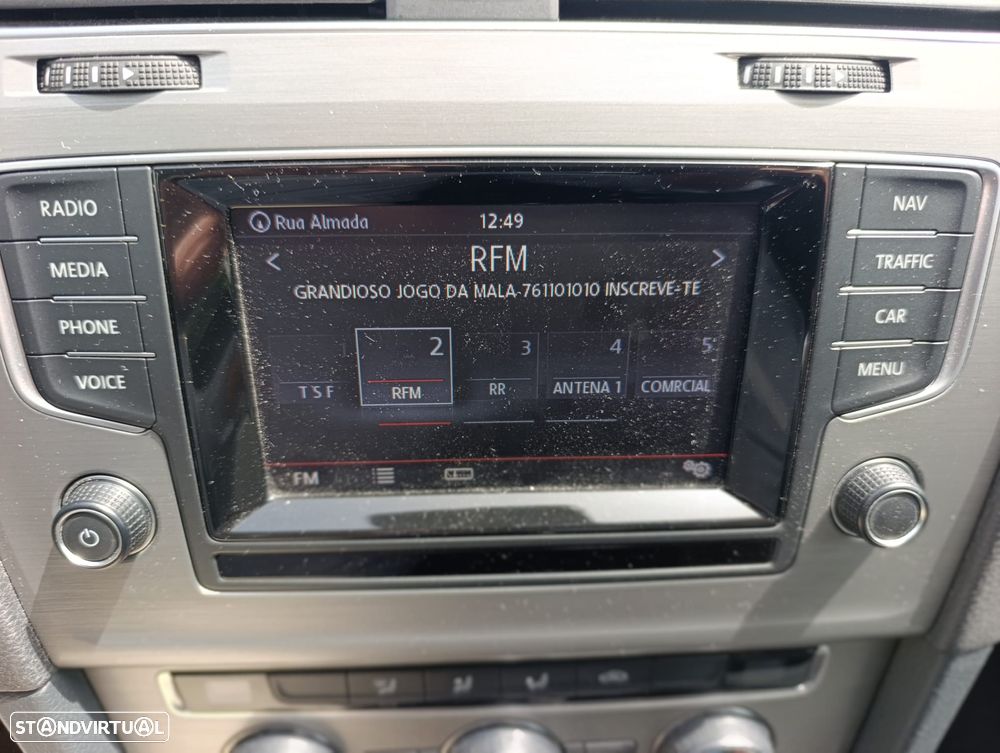 RADIO
MEDIA
PHONE
VOICE
Rua Almada
12:49
RFM
GRANDIOSO JOGO DA MALA-761101010 INSCREVE-TE
2
3
4
5
TSF
RFM
RR
ANTENA 1
COMRCIAL
FM
NAV
TRAFFIC
CAR
MENU
STANDVIRTUAL